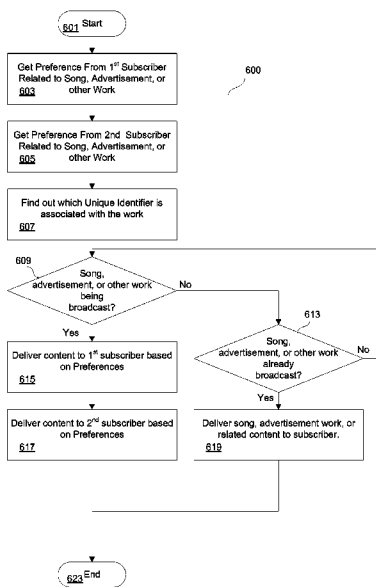 601 Start
600
Get Preference From 1st Subscriber
Related to Song, Advertisement, or
other Work
603
Get Preference From 2nd Subscriber
Related to Song, Advertisement, or
other Work
605
Find out which Unique Identifier is
associated with the work
607
609
Song,
advertisement, or other work
being
broadcast?
No
Yes
613
Song,
advertisement, or other work
already
broadcast?
No
Yes
Deliver content to 1st subscriber based
on Preferences
615
Deliver content to 2nd subscriber based
on Preferences
617
Deliver song, advertisement work, or
related content to subscriber.
619
623 End